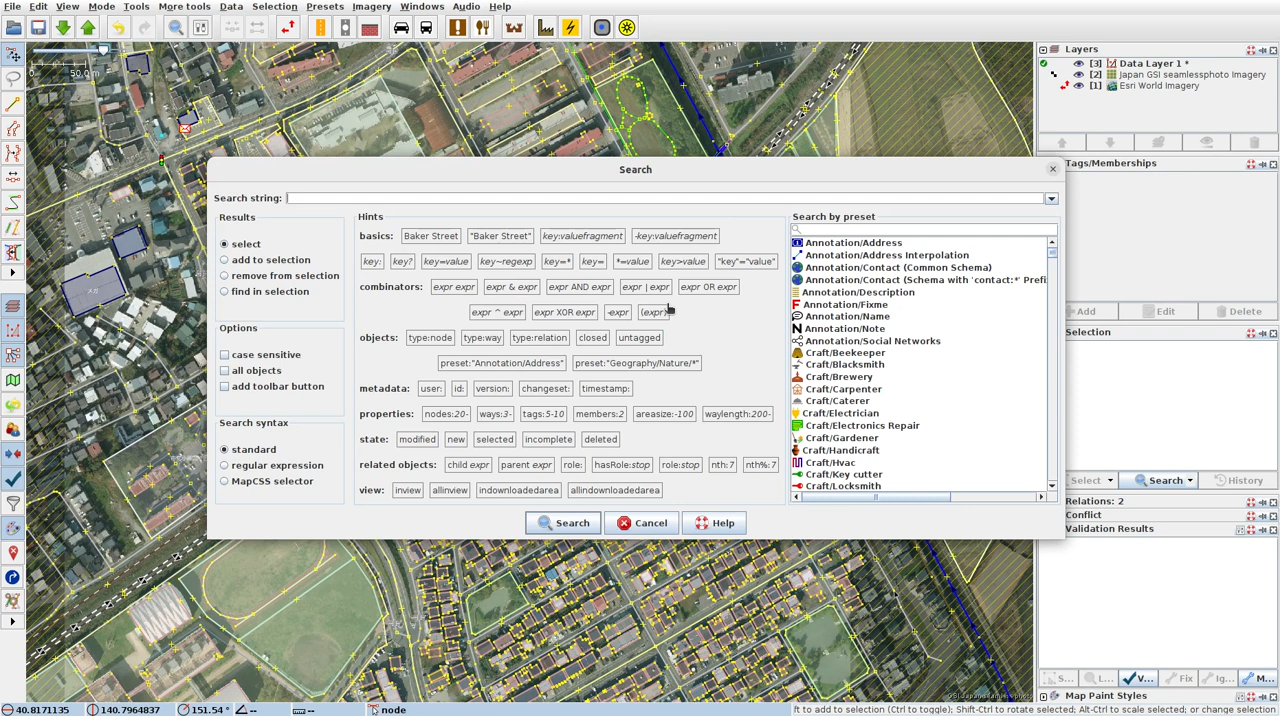 File Edit View Mode Tools More tools Data Selection Presets Imagery Windows Audio Help
0 50.0 m
Layers
[3] Data Layer 1 *
[2] Japan GSI seamlessphoto Imagery
[1] Esri World Imagery
Tags/Memberships
Add Edit Delete
Selection
Select Search History
Relations: 2
Conflict
Validation Results
S... L... V... Fix Ig... M...
Map Paint Styles
Search
Search string:
Results
select
add to selection
remove from selection
find in selection
Options
case sensitive
all objects
add toolbar button
Search syntax
standard
regular expression
MapCSS selector
Hints
basics: Baker Street "Baker Street" key:valuefragment -key:valuefragment
key: key? key=value key~regexp key=* key= *=value key>value "key"="value"
combinators: expr expr expr & expr expr AND expr expr | expr expr OR expr
expr ^ expr expr XOR expr -expr (expr)
objects: type:node type:way type:relation closed untagged
preset:"Annotation/Address" preset:"Geography/Nature/*"
metadata: user: id: version: changeset: timestamp:
properties: nodes:20- ways:3- tags:5-10 members:2 areasize:-100 waylength:200-
state: modified new selected incomplete deleted
related objects: child expr parent expr role: hasRole:stop role:stop nth:7 nth%:7
view: inview allinview indownloadedarea allindownloadedarea
Search by preset
Annotation/Address
Annotation/Address Interpolation
Annotation/Contact (Common Schema)
Annotation/Contact (Schema with 'contact:*' Prefi
Annotation/Description
Annotation/Fixme
Annotation/Name
Annotation/Note
Annotation/Social Networks
Craft/Beekeeper
Craft/Blacksmith
Craft/Brewery
Craft/Carpenter
Craft/Caterer
Craft/Electrician
Craft/Electronics Repair
Craft/Gardener
Craft/Handicraft
Craft/Hvac
Craft/Key cutter
Craft/Locksmith
Search Cancel Help
40.8171135 140.7964837 151.54 ° -- -- node
ft to add to selection (Ctrl to toggle); Shift-Ctrl to rotate selected; Alt-Ctrl to scale selected; or change selection